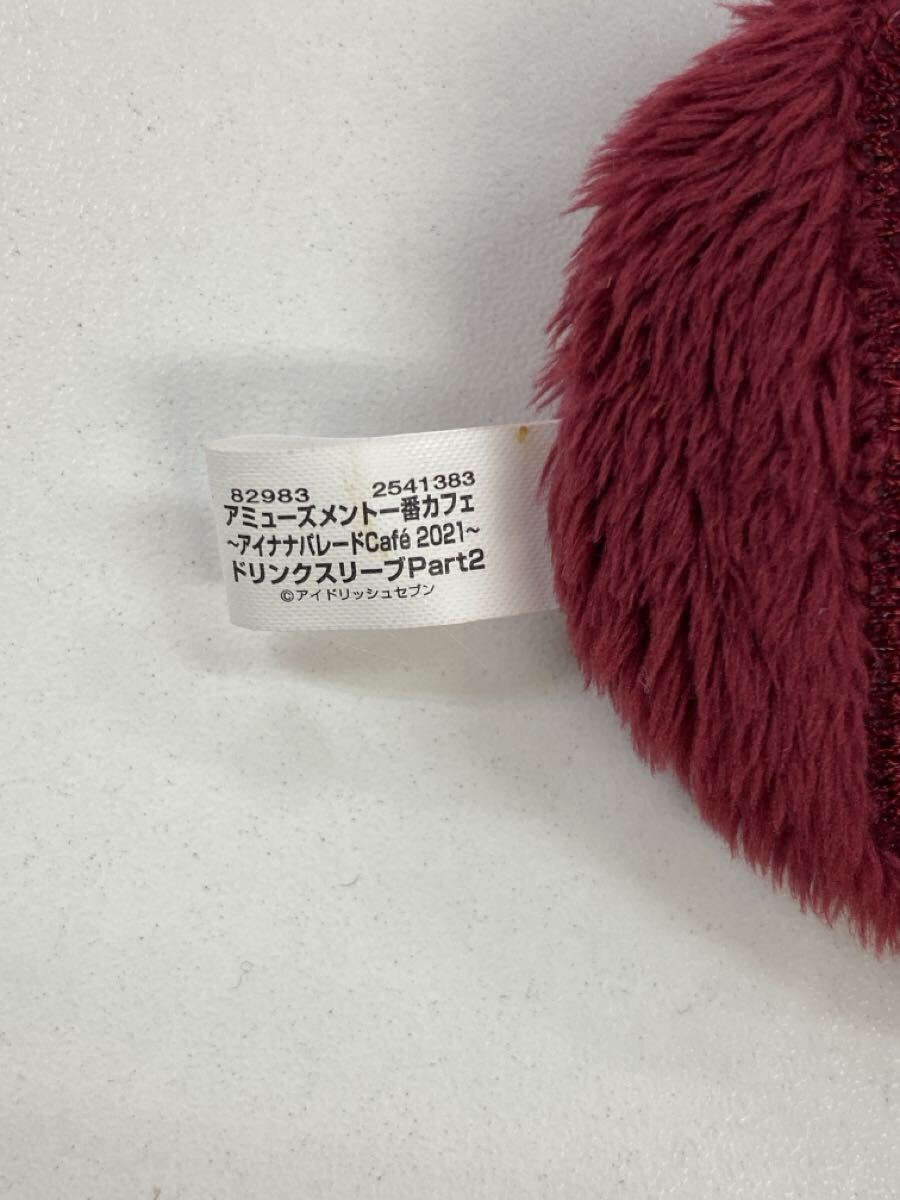 82983 2541383
アミューズメント一番カフェ
～アイナナパレードCafé 2021～
ドリンクスリーブPart2
©アイドリッシュセブン